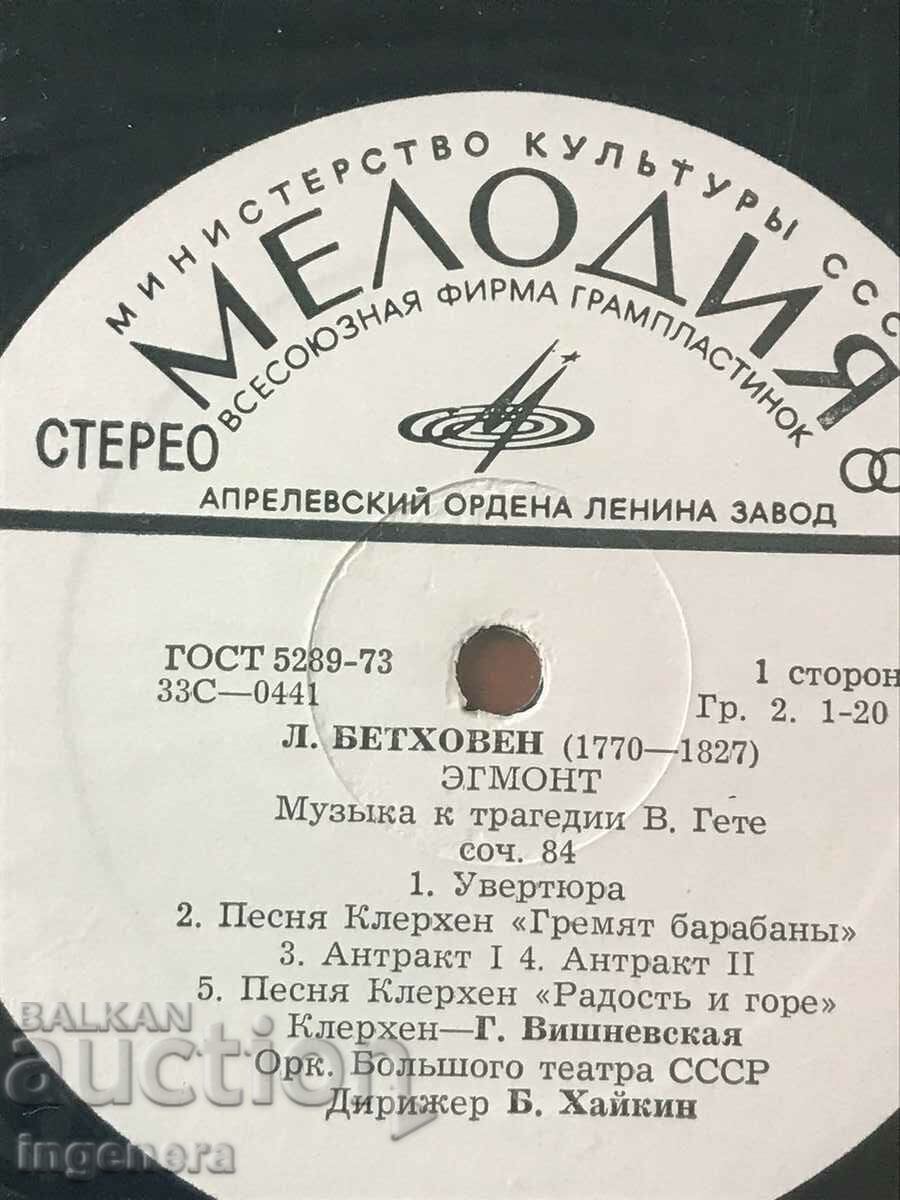 МИНИСТЕРСТВО КУЛЬТУРЫ СССР
МЕЛОДИЯ
ВСЕСОЮЗНАЯ ФИРМА ГРАМПЛАСТИНОК
СТЕРЕО
АПРЕЛЕВСКИЙ ОРДЕНА ЛЕНИНА ЗАВОД
ГОСТ 5289-73
33С—0441
1 сторон
Гр. 2. 1-20
Л. БЕТХОВЕН (1770—1827)
ЭГМОНТ
Музыка к трагедии В. Гете
соч. 84
1. Увертюра
2. Песня Клерхен «Гремят барабаны»
3. Антракт I 4. Антракт II
5. Песня Клерхен «Радость и горе»
Клерхен—Г. Вишневская
Орк. Большого театра СССР
Дирижер Б. Хайкин
BALKAN
auction
ingenera